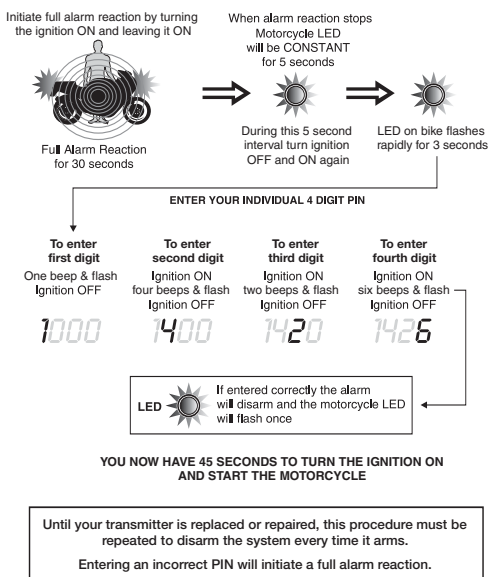 Initiate full alarm reaction by turning
the ignition ON and leaving it ON
Full Alarm Reaction
for 30 seconds
When alarm reaction stops
Motorcycle LED
will be CONSTANT
for 5 seconds
During this 5 second
interval turn ignition
OFF and ON again
LED on bike flashes
rapidly for 3 seconds
ENTER YOUR INDIVIDUAL 4 DIGIT PIN
To enter
first digit
One beep & flash
Ignition OFF
1000
To enter
second digit
Ignition ON
four beeps & flash
Ignition OFF
1400
To enter
third digit
Ignition ON
two beeps & flash
Ignition OFF
1420
To enter
fourth digit
Ignition ON
six beeps & flash
Ignition OFF
1426
LED
If entered correctly the alarm
will disarm and the motorcycle LED
will flash once
YOU NOW HAVE 45 SECONDS TO TURN THE IGNITION ON
AND START THE MOTORCYCLE
Until your transmitter is replaced or repaired, this procedure must be
repeated to disarm the system every time it arms.
Entering an incorrect PIN will initiate a full alarm reaction.